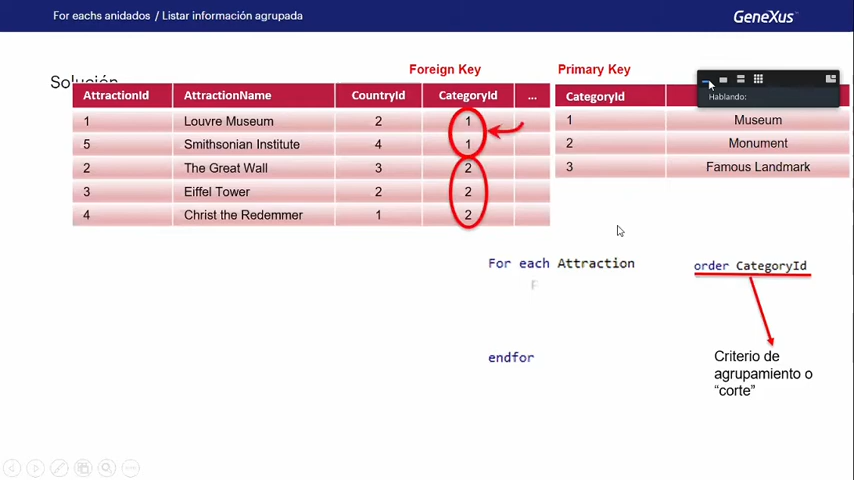 For eachs anidados / Listar información agrupada
GeneXus
Solución
Foreign Key
Primary Key
AttractionId AttractionName CountryId CategoryId ...
1 Louvre Museum 2 1
5 Smithsonian Institute 4 1
2 The Great Wall 3 2
3 Eiffel Tower 2 2
4 Christ the Redemmer 1 2
CategoryId
1 Museum
2 Monument
3 Famous Landmark
Hablando:
For each Attraction order CategoryId
F
endfor
Criterio de
agrupamiento o
“corte”